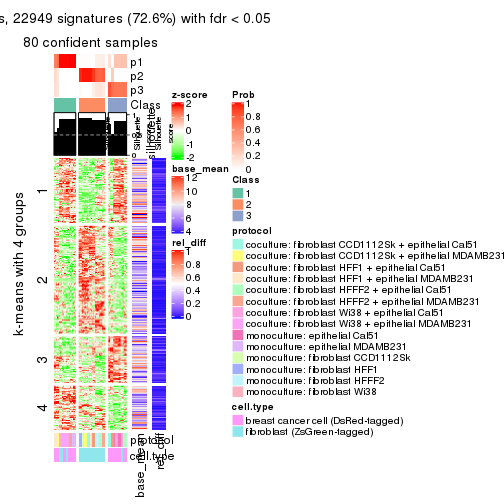 s, 22949 signatures (72.6%) with fdr < 0.05
80 confident samples
p1
p2
p3
Class
1
0
Silhouette
score
silhouette
k-means with 4 groups
1
2
3
4
protocol
cell.type
base_mean
rel_diff
z-score
2
1
0
-1
-2
base_mean
12
10
8
6
4
rel_diff
1
0.8
0.6
0.4
0.2
0
Prob
1
0.8
0.6
0.4
0.2
0
Class
1
2
3
protocol
coculture: fibroblast CCD1112Sk + epithelial Cal51
coculture: fibroblast CCD1112Sk + epithelial MDAMB231
coculture: fibroblast HFF1 + epithelial Cal51
coculture: fibroblast HFF1 + epithelial MDAMB231
coculture: fibroblast HFFF2 + epithelial Cal51
coculture: fibroblast HFFF2 + epithelial MDAMB231
coculture: fibroblast Wi38 + epithelial Cal51
coculture: fibroblast Wi38 + epithelial MDAMB231
monoculture: epithelial Cal51
monoculture: epithelial MDAMB231
monoculture: fibroblast CCD1112Sk
monoculture: fibroblast HFF1
monoculture: fibroblast HFFF2
monoculture: fibroblast Wi38
cell.type
breast cancer cell (DsRed-tagged)
fibroblast (ZsGreen-tagged)